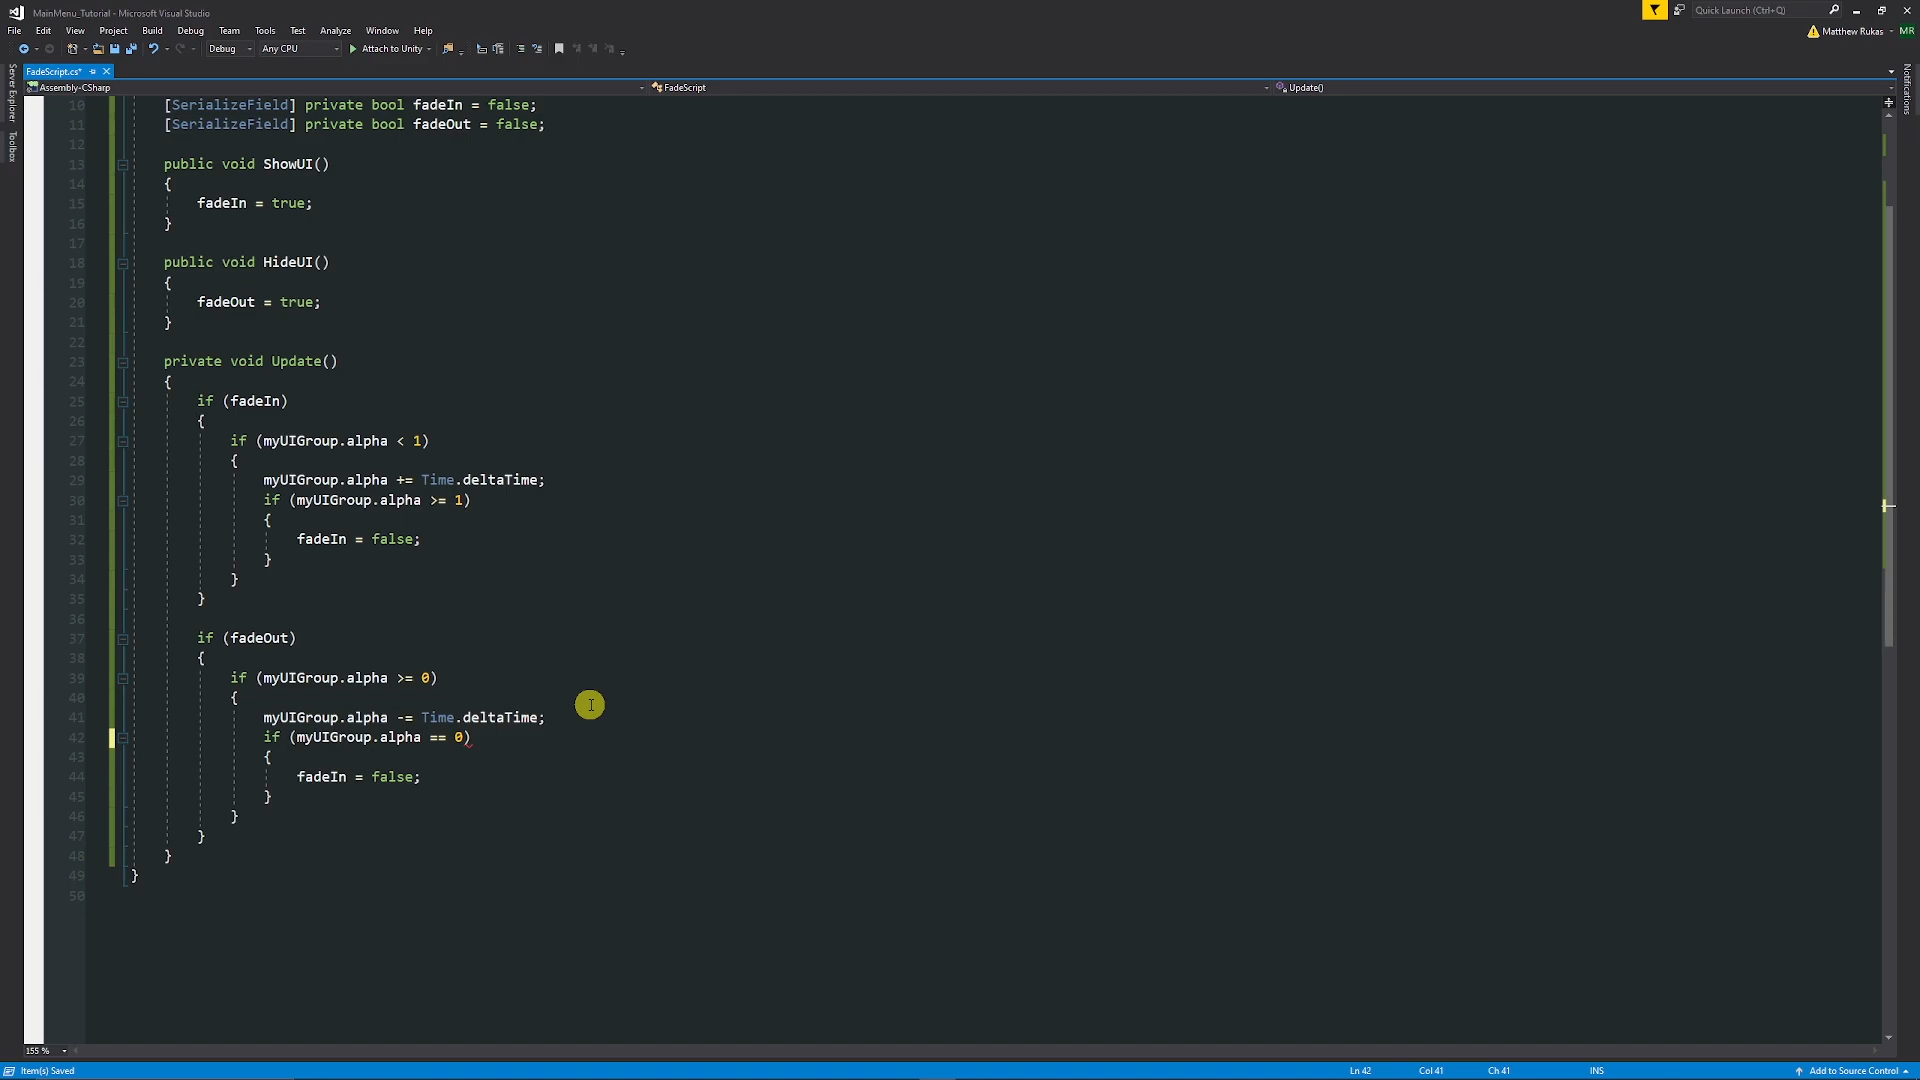 MainMenu_Tutorial - Microsoft Visual Studio
Quick Launch (Ctrl+Q)
File Edit View Project Build Debug Team Tools Test Analyze Window Help
Matthew Rukas MR
Debug Any CPU Attach to Unity
Server Explorer
Toolbox
Notifications
FadeScript.cs*
Assembly-CSharp FadeScript Update()
10 [SerializeField] private bool fadeIn = false;
11 [SerializeField] private bool fadeOut = false;
12
13 public void ShowUI()
14 {
15 fadeIn = true;
16 }
17
18 public void HideUI()
19 {
20 fadeOut = true;
21 }
22
23 private void Update()
24 {
25 if (fadeIn)
26 {
27 if (myUIGroup.alpha < 1)
28 {
29 myUIGroup.alpha += Time.deltaTime;
30 if (myUIGroup.alpha >= 1)
31 {
32 fadeIn = false;
33 }
34 }
35 }
36
37 if (fadeOut)
38 {
39 if (myUIGroup.alpha >= 0)
40 {
41 myUIGroup.alpha -= Time.deltaTime;
42 if (myUIGroup.alpha == 0)
43 {
44 fadeIn = false;
45 }
46 }
47 }
48 }
49 }
50
155 %
Item(s) Saved Ln 42 Col 41 Ch 41 INS Add to Source Control